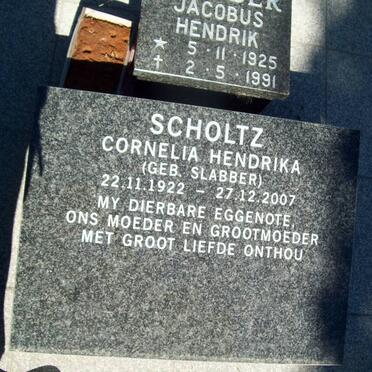 JACOBUS
HENDRIK
★ 5·11·1925
✝ 2·5·1991
SCHOLTZ
CORNELIA HENDRIKA
(GEB. SLABBER)
22.11.1922 – 27.12.2007
MY DIERBARE EGGENOTE,
ONS MOEDER EN GROOTMOEDER
MET GROOT LIEFDE ONTHOU